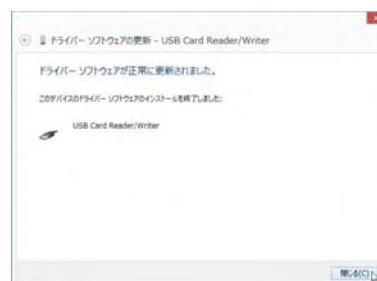 ドライバー ソフトウェアの更新 - USB Card Reader/Writer
ドライバー ソフトウェアが正常に更新されました。
このデバイスのドライバー ソフトウェアのインストールを終了しました:
USB Card Reader/Writer
閉じる(C)